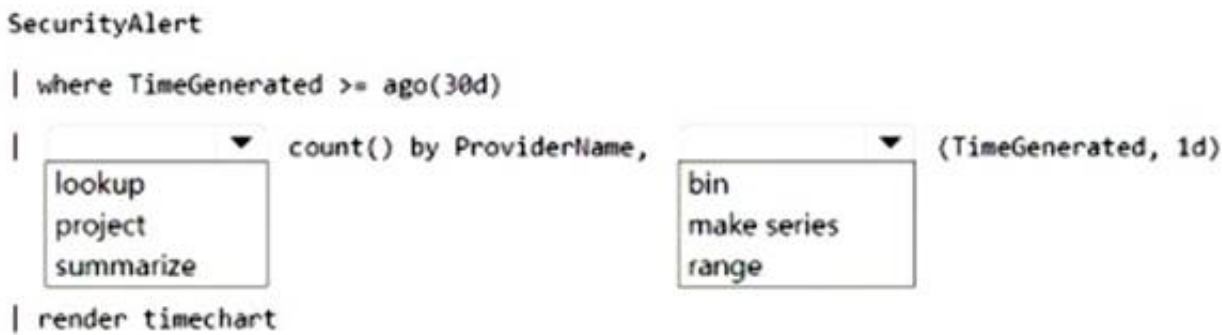 SecurityAlert
| where TimeGenerated >= ago(30d)
| count() by ProviderName, (TimeGenerated, 1d)
lookup bin
project make series
summarize range
| render timechart